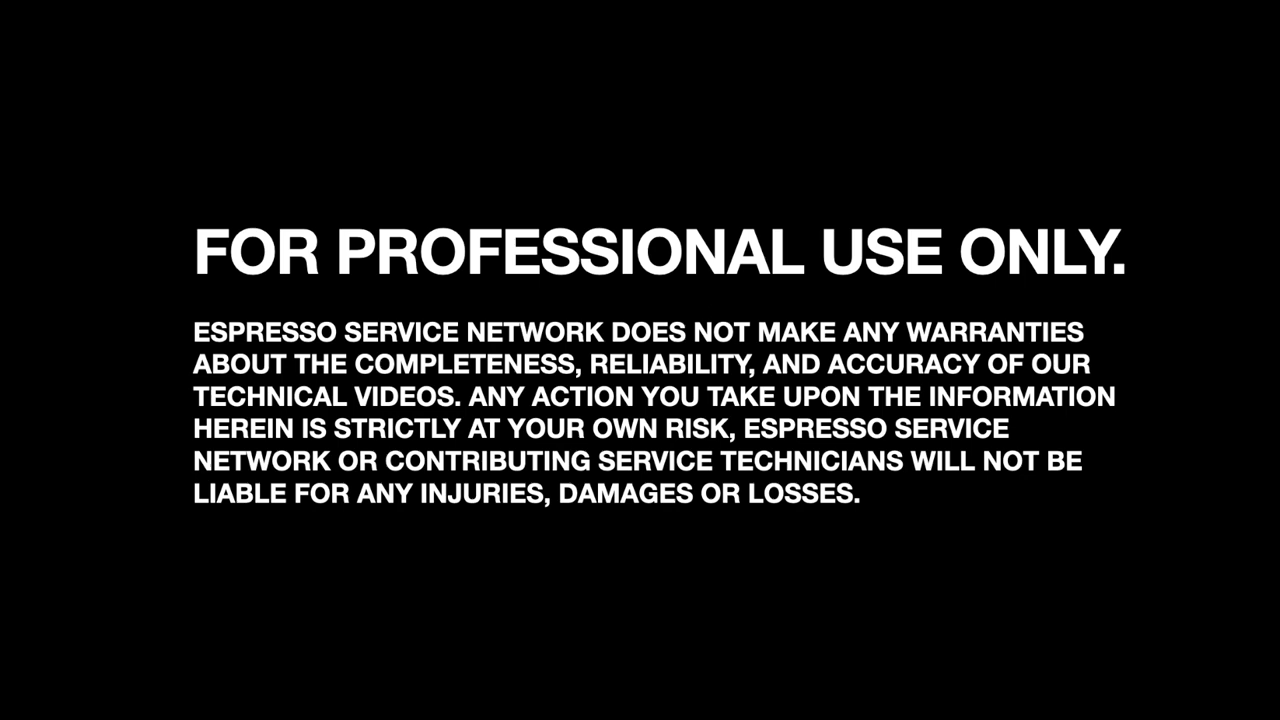 FOR PROFESSIONAL USE ONLY.
ESPRESSO SERVICE NETWORK DOES NOT MAKE ANY WARRANTIES
ABOUT THE COMPLETENESS, RELIABILITY, AND ACCURACY OF OUR
TECHNICAL VIDEOS. ANY ACTION YOU TAKE UPON THE INFORMATION
HEREIN IS STRICTLY AT YOUR OWN RISK, ESPRESSO SERVICE
NETWORK OR CONTRIBUTING SERVICE TECHNICIANS WILL NOT BE
LIABLE FOR ANY INJURIES, DAMAGES OR LOSSES.